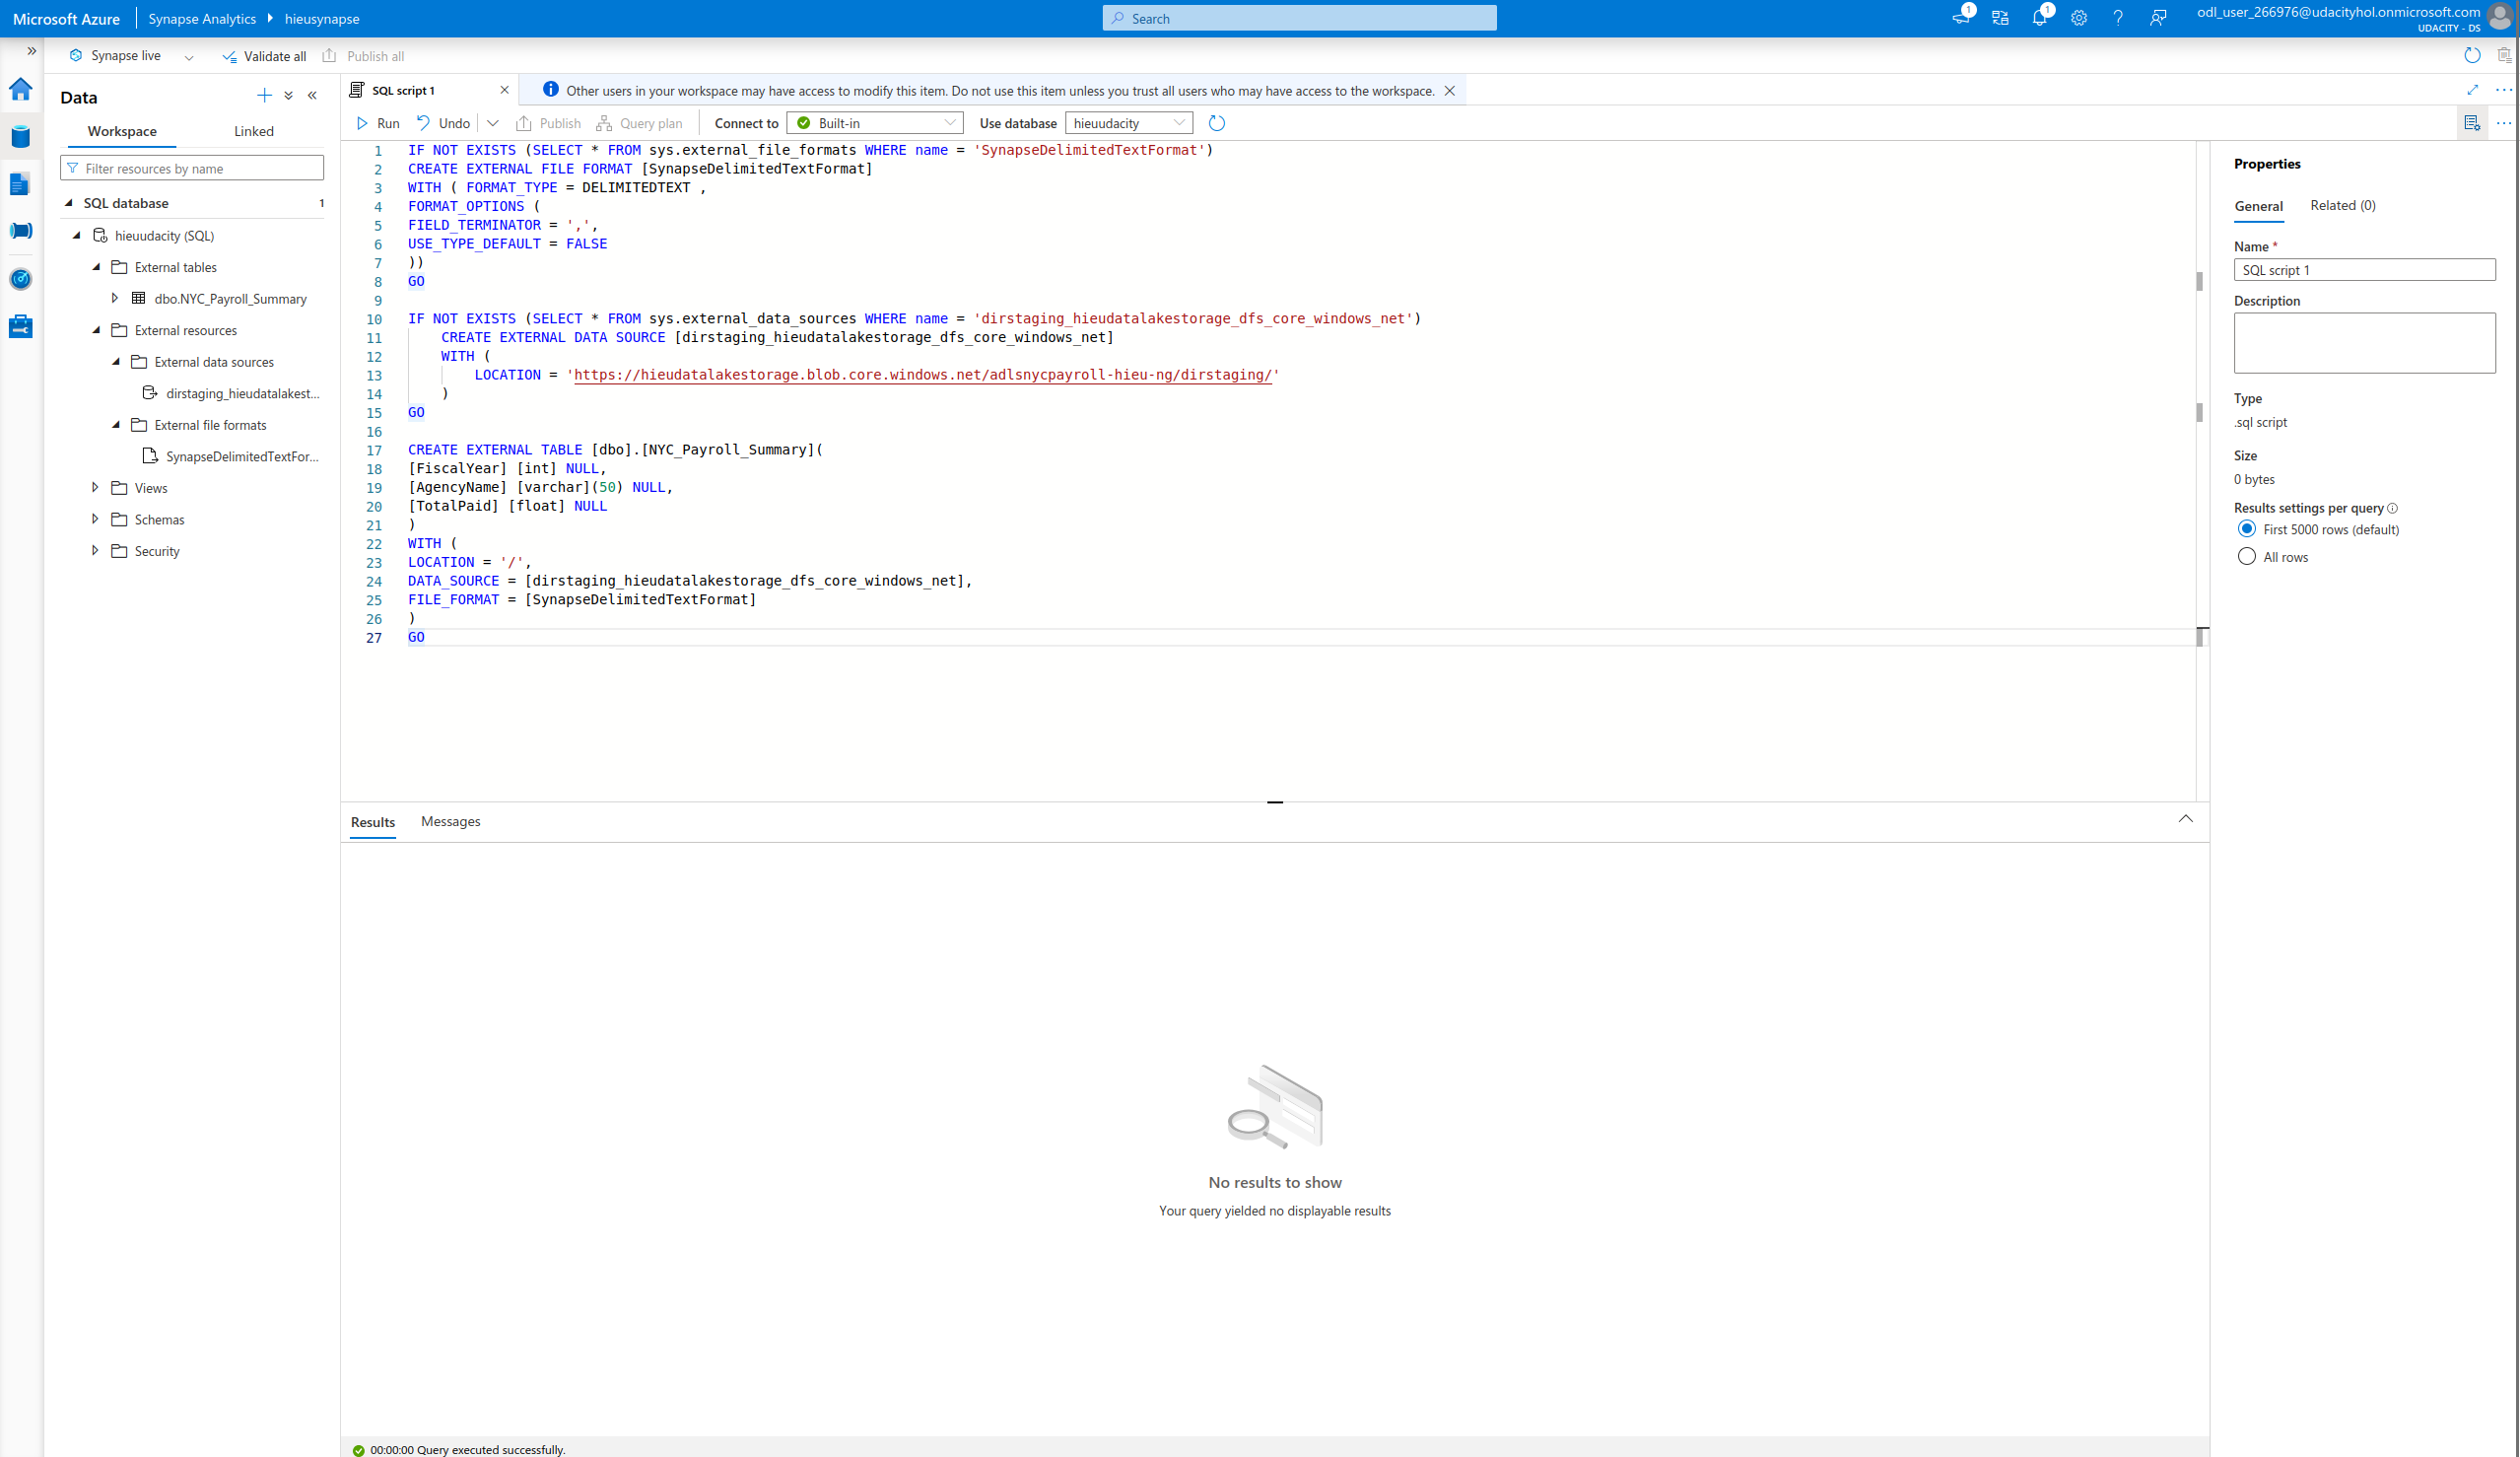 Microsoft Azure Synapse Analytics hieusynapse Search 1 1 odl_user_266976@udacityhol.onmicrosoft.com
UDACITY - DS
Synapse live Validate all Publish all
Data
Workspace Linked
Filter resources by name
SQL database 1
hieuudacity (SQL)
External tables
dbo.NYC_Payroll_Summary
External resources
External data sources
dirstaging_hieudatalakest...
External file formats
SynapseDelimitedTextFor...
Views
Schemas
Security
SQL script 1
Other users in your workspace may have access to modify this item. Do not use this item unless you trust all users who may have access to the workspace.
Run Undo Publish Query plan Connect to Built-in Use database hieuudacity
1 IF NOT EXISTS (SELECT * FROM sys.external_file_formats WHERE name = 'SynapseDelimitedTextFormat')
2 CREATE EXTERNAL FILE FORMAT [SynapseDelimitedTextFormat]
3 WITH ( FORMAT_TYPE = DELIMITEDTEXT ,
4 FORMAT_OPTIONS (
5 FIELD_TERMINATOR = ',',
6 USE_TYPE_DEFAULT = FALSE
7 ))
8 GO
9
10 IF NOT EXISTS (SELECT * FROM sys.external_data_sources WHERE name = 'dirstaging_hieudatalakestorage_dfs_core_windows_net')
11 CREATE EXTERNAL DATA SOURCE [dirstaging_hieudatalakestorage_dfs_core_windows_net]
12 WITH (
13 LOCATION = 'https://hieudatalakestorage.blob.core.windows.net/adlsnycpayroll-hieu-ng/dirstaging/'
14 )
15 GO
16
17 CREATE EXTERNAL TABLE [dbo].[NYC_Payroll_Summary](
18 [FiscalYear] [int] NULL,
19 [AgencyName] [varchar](50) NULL,
20 [TotalPaid] [float] NULL
21 )
22 WITH (
23 LOCATION = '/',
24 DATA_SOURCE = [dirstaging_hieudatalakestorage_dfs_core_windows_net],
25 FILE_FORMAT = [SynapseDelimitedTextFormat]
26 )
27 GO
Results Messages
No results to show
Your query yielded no displayable results
00:00:00 Query executed successfully.
Properties
General Related (0)
Name *
SQL script 1
Description
Type
.sql script
Size
0 bytes
Results settings per query
First 5000 rows (default)
All rows